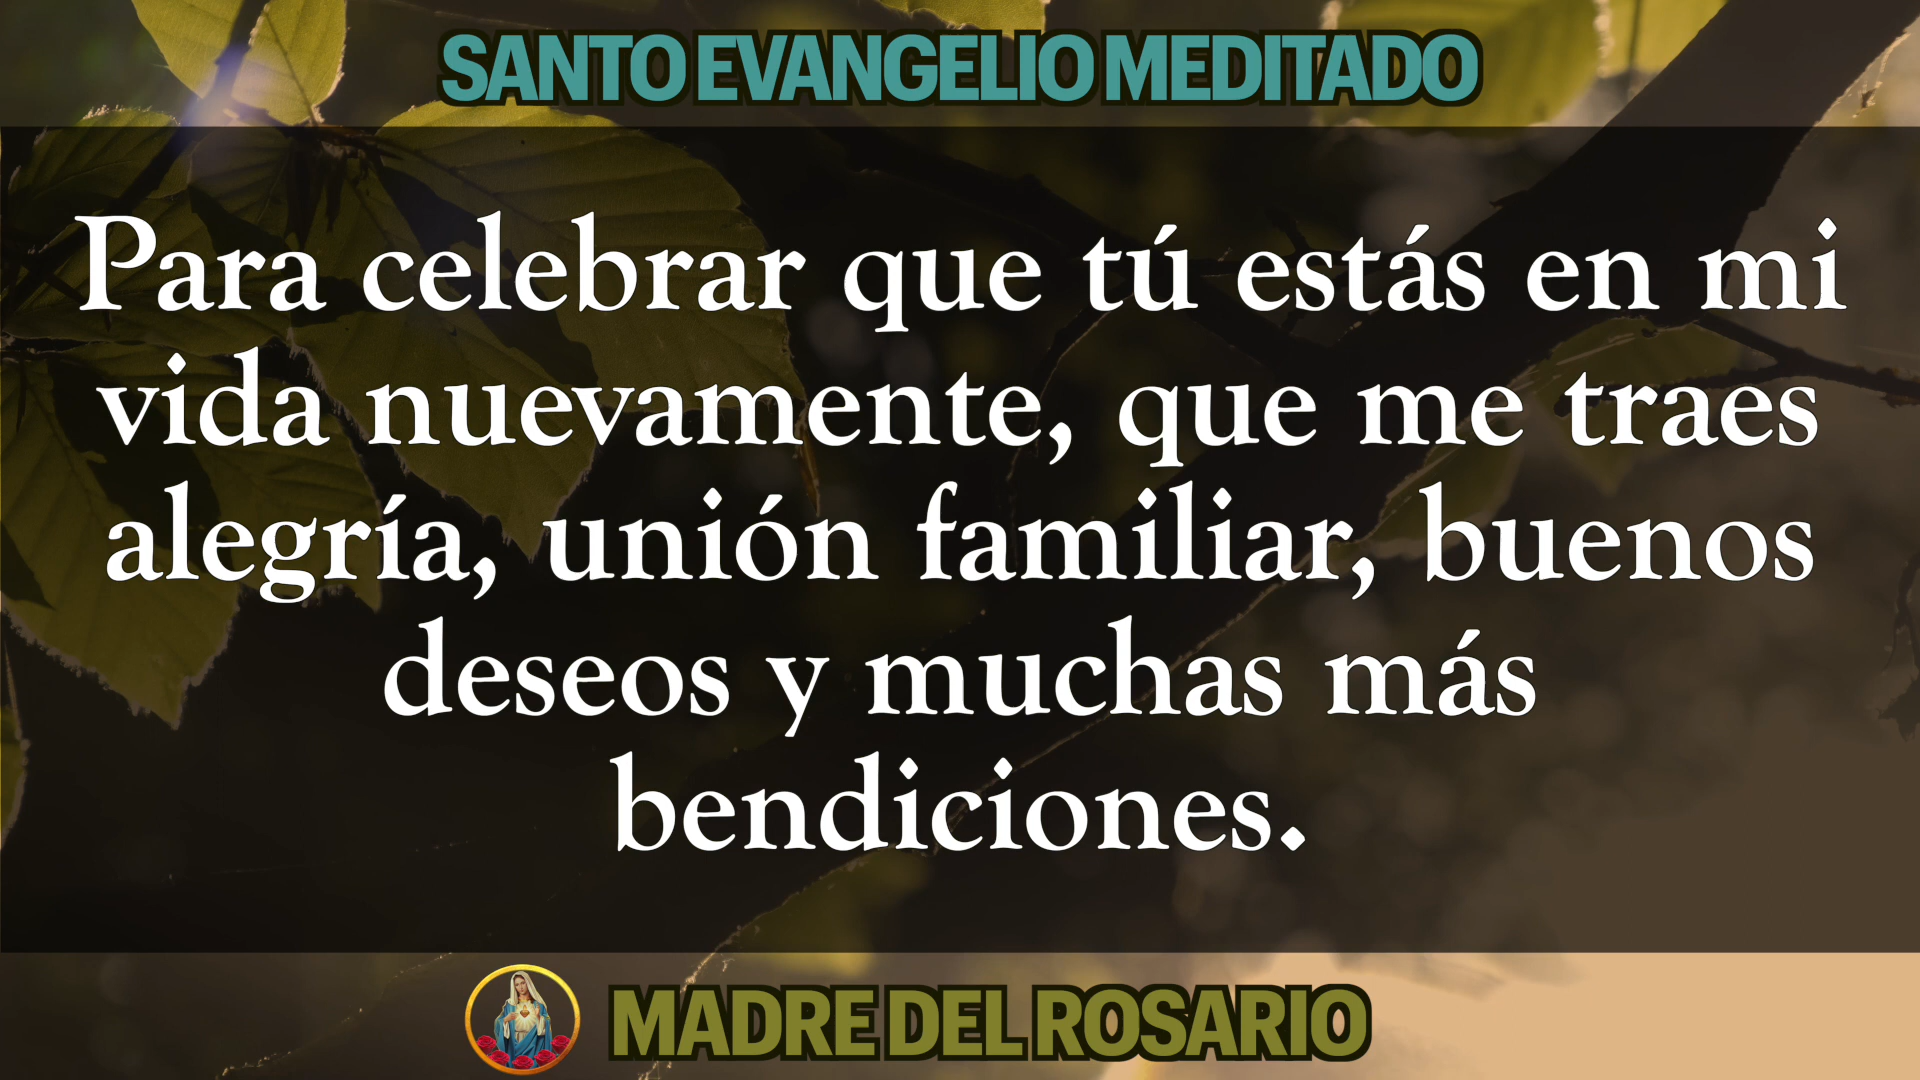 SANTO EVANGELIO MEDITADO
Para celebrar que tú estás en mi
vida nuevamente, que me traes
alegría, unión familiar, buenos
deseos y muchas más
bendiciones.
MADRE DEL ROSARIO